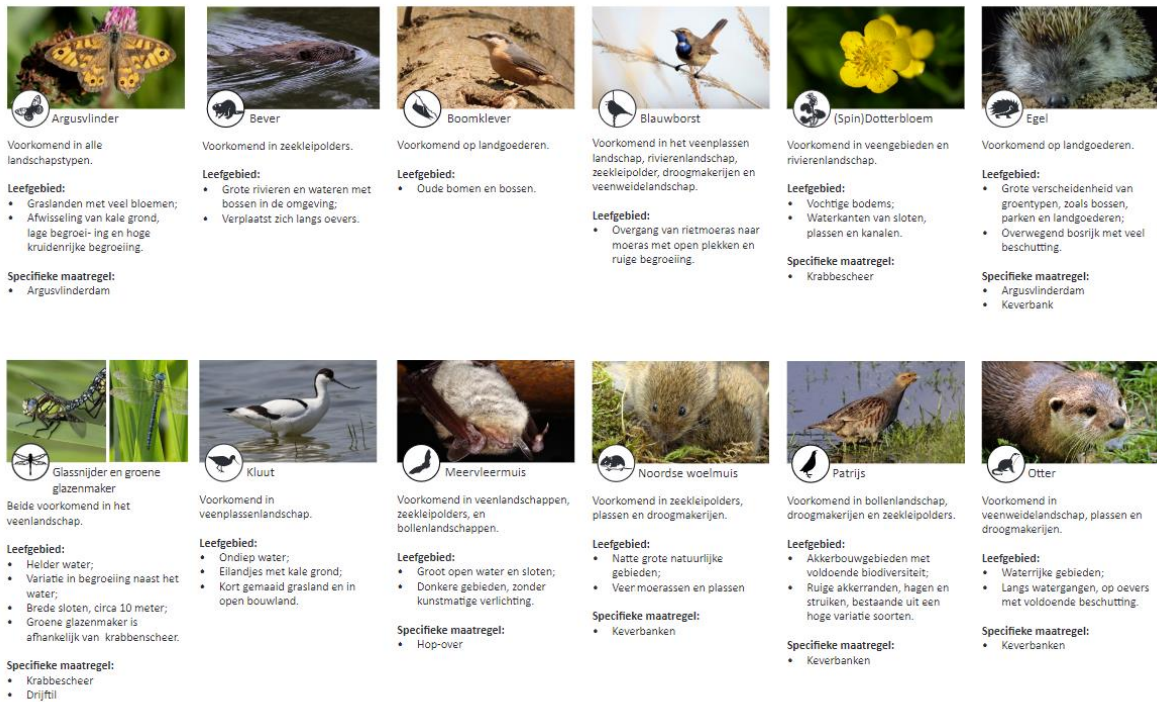 Argusvlinder
Voorkomend in alle
landschapstypen.
Leefgebied:
• Graslanden met veel bloemen;
• Afwisseling van kale grond,
lage begroei- ing en hoge
kruidenrijke begroeiing.
Specifieke maatregel:
• Argusvlinderdam
Bever
Voorkomend in zeekleipolders.
Leefgebied:
• Grote rivieren en wateren met
bossen in de omgeving;
• Verplaatst zich langs oevers.
Boomklever
Voorkomend op landgoederen.
Leefgebied:
• Oude bomen en bossen.
Blauwborst
Voorkomend in het veenplassen
landschap, rivierenlandschap,
zeekleipolder, droogmakerijen en
veenweidelandschap.
Leefgebied:
• Overgang van rietmoeras naar
moeras met open plekken en
ruige begroeiing.
(Spin)Dotterbloem
Voorkomend in veengebieden en
rivierenlandschap.
Leefgebied:
• Vochtige bodems;
• Waterkanten van sloten,
plassen en kanalen.
Specifieke maatregel:
• Krabbescheer
Egel
Voorkomend op landgoederen.
Leefgebied:
• Grote verscheidenheid van
groentypen, zoals bossen,
parken en landgoederen;
• Overwegend bosrijk met veel
beschutting.
Specifieke maatregel:
• Argusvlinderdam
• Keverbank
Glassnijder en groene
glazenmaker
Beide voorkomend in het
veenlandschap.
Leefgebied:
• Helder water;
• Variatie in begroeiing naast het
water;
• Brede sloten, circa 10 meter;
• Groene glazenmaker is
afhankelijk van krabbenscheer.
Specifieke maatregel:
• Krabbescheer
• Drijftil
Kluut
Voorkomend in
veenplassenlandschap.
Leefgebied:
• Ondiep water;
• Eilandjes met kale grond;
• Kort gemaaid grasland en in
open bouwland.
Meervleermuis
Voorkomend in veenlandschappen,
zeekleipolders, en
bollenlandschappen.
Leefgebied:
• Groot open water en sloten;
• Donkere gebieden, zonder
kunstmatige verlichting.
Specifieke maatregel:
• Hop-over
Noordse woelmuis
Voorkomend in zeekleipolders,
plassen en droogmakerijen.
Leefgebied:
• Natte grote natuurlijke
gebieden;
• Veer moerassen en plassen
Specifieke maatregel:
• Keverbanken
Patrijs
Voorkomend in bollenlandschap,
droogmakerijen en zeekleipolders.
Leefgebied:
• Akkerbouwgebieden met
voldoende biodiversiteit;
• Ruige akkerranden, hagen en
struiken, bestaande uit een
hoge variatie soorten.
Specifieke maatregel:
• Keverbanken
Otter
Voorkomend in
veenweidelandschap, plassen en
droogmakerijen.
Leefgebied:
• Waterrijke gebieden;
• Langs watergangen, op oevers
met voldoende beschutting.
Specifieke maatregel:
• Keverbanken